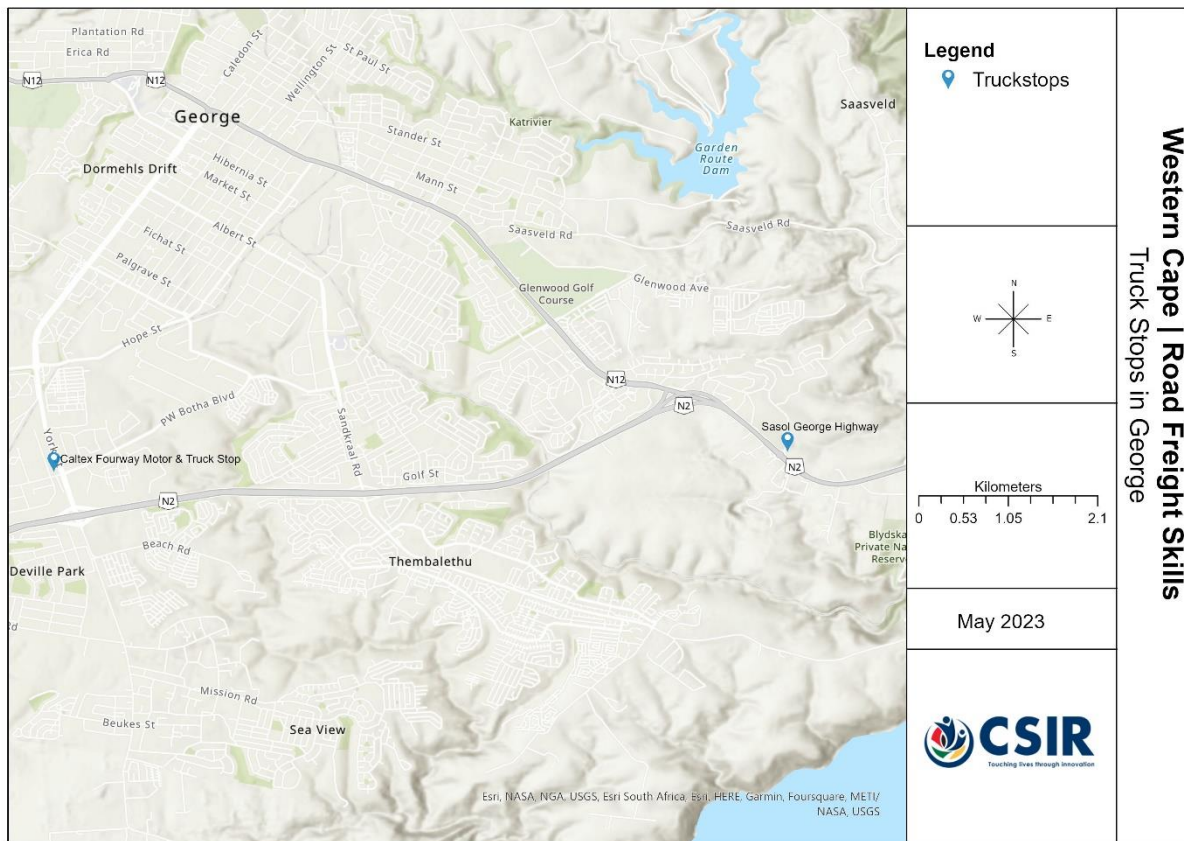 Plantation Rd
Erica Rd
Caledon St
Wellington St
St Paul St
N12
N12
George
Katrivier
Saasveld
Stander St
Garden
Route
Dam
Dormehls Drift
Hibernia St
Market St
Mann St
Albert St
Saasveld Rd
Saasveld Rd
Fichat St
Palgrave St
Glenwood Golf
Course
Glenwood Ave
Hope St
N12
N2
PW Botha Blvd
Sandkraal Rd
Sasol George Highway
N2
Caltex Fourway Motor & Truck Stop
Golf St
N2
Beach Rd
Deville Park
Thembalethu
Private Na
Reserve
Rd
Mission Rd
Beukes St
Sea View
Esri, NASA, NGA, USGS, Esri South Africa, Esri, HERE, Garmin, Foursquare, METI/
NASA, USGS
Legend
Truckstops
N
W E
S
Kilometers
0 0.53 1.05 2.1
May 2023
CSIR
Touching lives through innovation
Western Cape | Road Freight Skills
Truck Stops in George